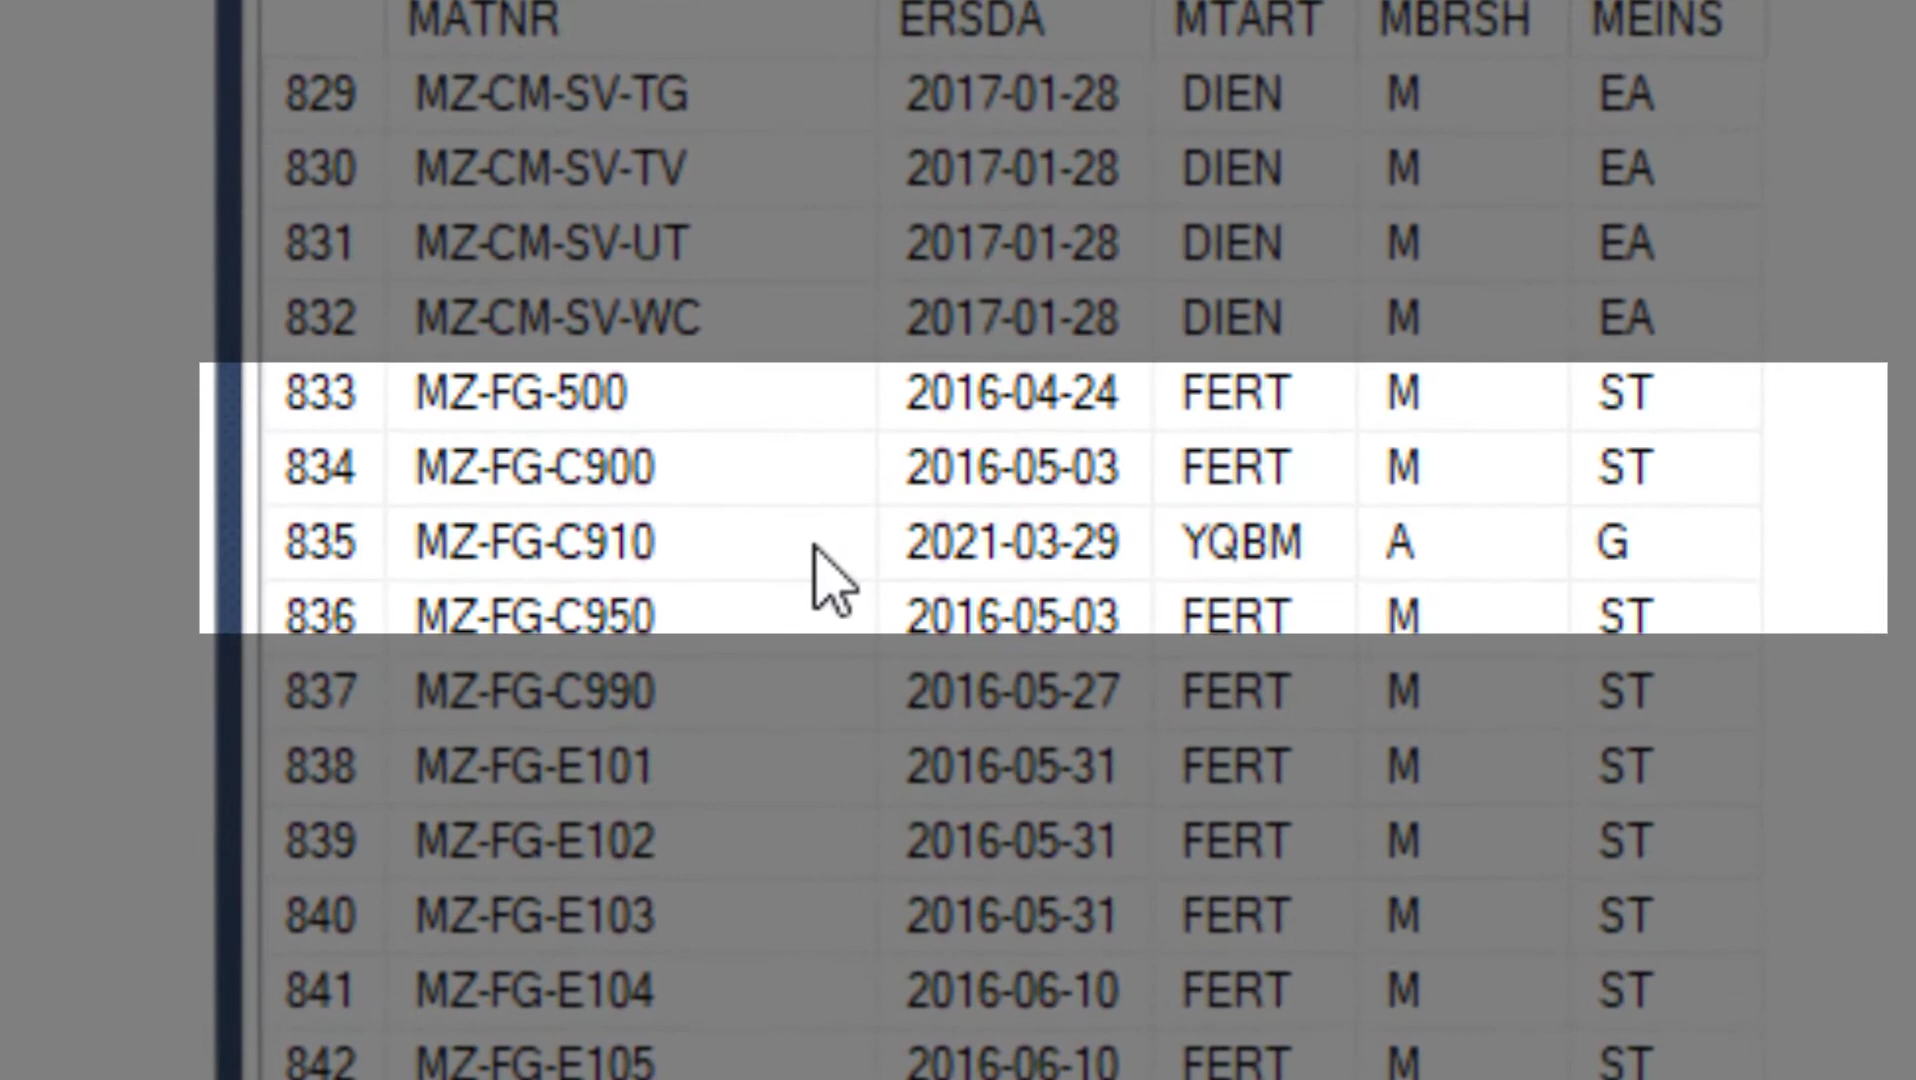 MATNR ERSDA MTART MBRSH MEINS
829 MZ-CM-SV-TG 2017-01-28 DIEN M EA
830 MZ-CM-SV-TV 2017-01-28 DIEN M EA
831 MZ-CM-SV-UT 2017-01-28 DIEN M EA
832 MZ-CM-SV-WC 2017-01-28 DIEN M EA
833 MZ-FG-500 2016-04-24 FERT M ST
834 MZ-FG-C900 2016-05-03 FERT M ST
835 MZ-FG-C910 2021-03-29 YQBM A G
836 MZ-FG-C950 2016-05-03 FERT M ST
837 MZ-FG-C990 2016-05-27 FERT M ST
838 MZ-FG-E101 2016-05-31 FERT M ST
839 MZ-FG-E102 2016-05-31 FERT M ST
840 MZ-FG-E103 2016-05-31 FERT M ST
841 MZ-FG-E104 2016-06-10 FERT M ST
842 MZ-FG-E105 2016-06-10 FERT M ST